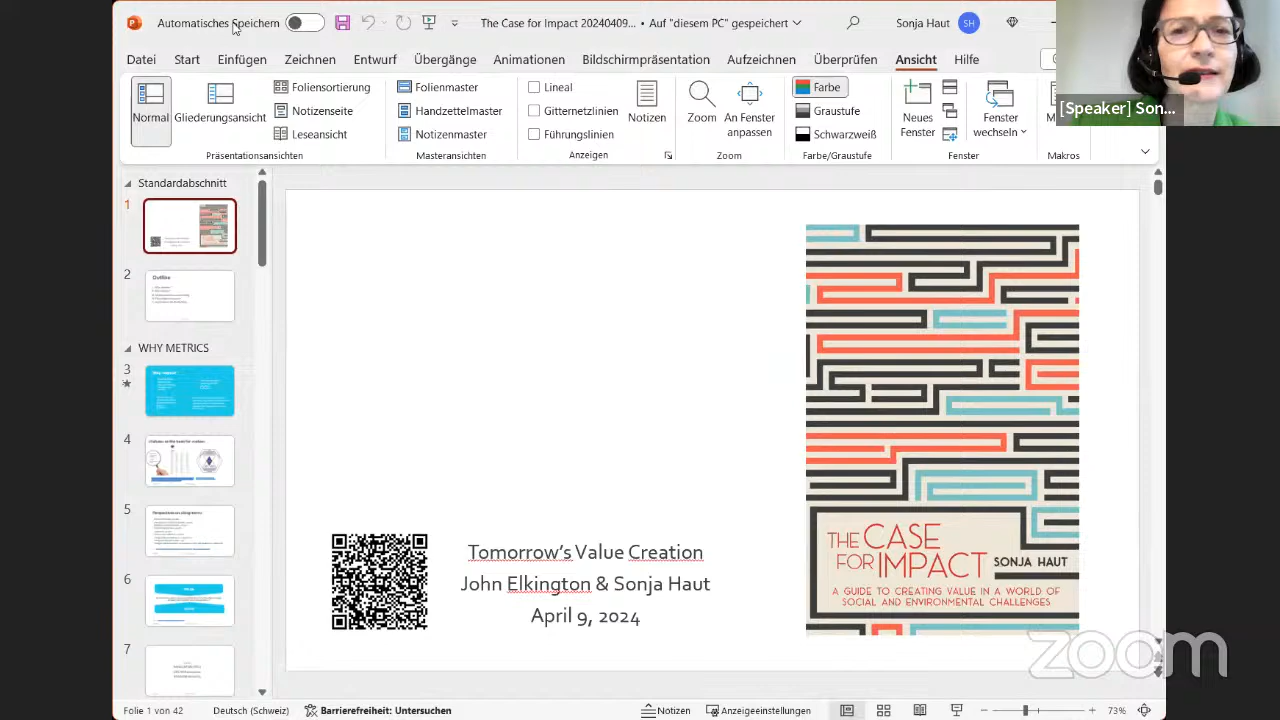 Automatisches Speichern
The Case for Impact 20240409... • Auf "diesem PC" gespeichert
Sonja Haut
SH
Datei Start Einfügen Zeichnen Entwurf Übergänge Animationen Bildschirmpräsentation Aufzeichnen Überprüfen Ansicht Hilfe
Normal
Gliederungsansicht
Foliensortierung
Notizenseite
Leseansicht
Präsentationsansichten
Folienmaster
Handzettelmaster
Notizenmaster
Masteransichten
Lineal
Gitternetzlinien
Führungslinien
Notizen
Anzeigen
Zoom
An Fenster
anpassen
Zoom
Farbe
Graustufe
Schwarzweiß
Farbe/Graustufe
Neues
Fenster
Fenster
wechseln
Fenster
Makros
[Speaker] Son...
Standardabschnitt
1
2
Outline
WHY METRICS
3
4
5
6
7
Tomorrow's Value Creation
John Elkington & Sonja Haut
April 9, 2024
THE CASE
FOR IMPACT
SONJA HAUT
A GUIDE TO CREATING VALUE IN A WORLD OF
SOCIAL AND ENVIRONMENTAL CHALLENGES
zoom
Folie 1 von 42
Deutsch (Schweiz)
Barrierefreiheit: Untersuchen
Notizen
Anzeigeeinstellungen
73%